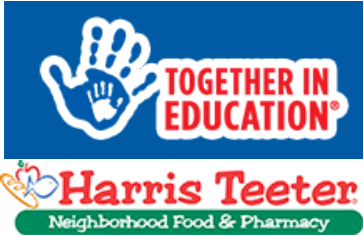 TOGETHER IN
EDUCATION®
Harris Teeter®
Neighborhood Food & Pharmacy